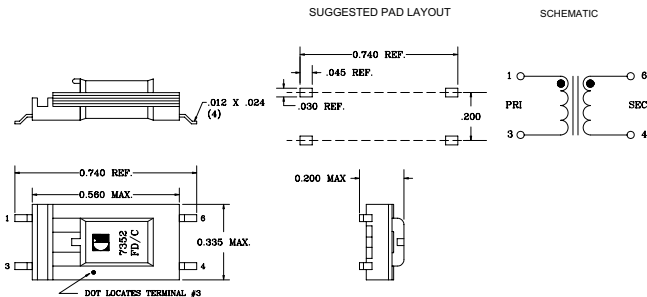 SUGGESTED PAD LAYOUT
SCHEMATIC
0.740 REF.
.045 REF.
.030 REF.
.200
1
6
PRI
SEC
3
4
.012 X .024
(4)
0.740 REF.
0.560 MAX.
0.200 MAX
1
6
7352
FD/C
0.335 MAX.
3
4
DOT LOCATES TERMINAL #3